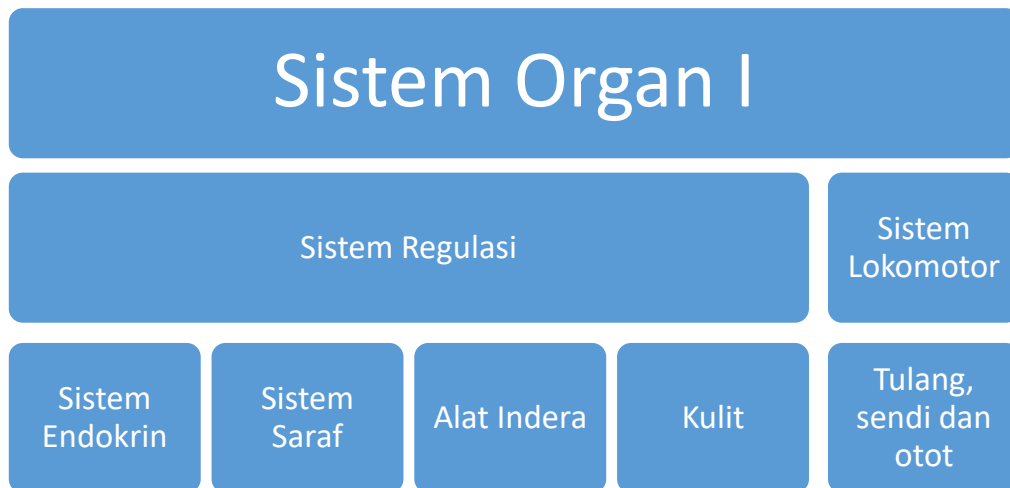 Sistem Organ I
Sistem Regulasi
Sistem
Lokomotor
Sistem
Endokrin
Sistem
Saraf
Alat Indera
Kulit
Tulang,
sendi dan
otot